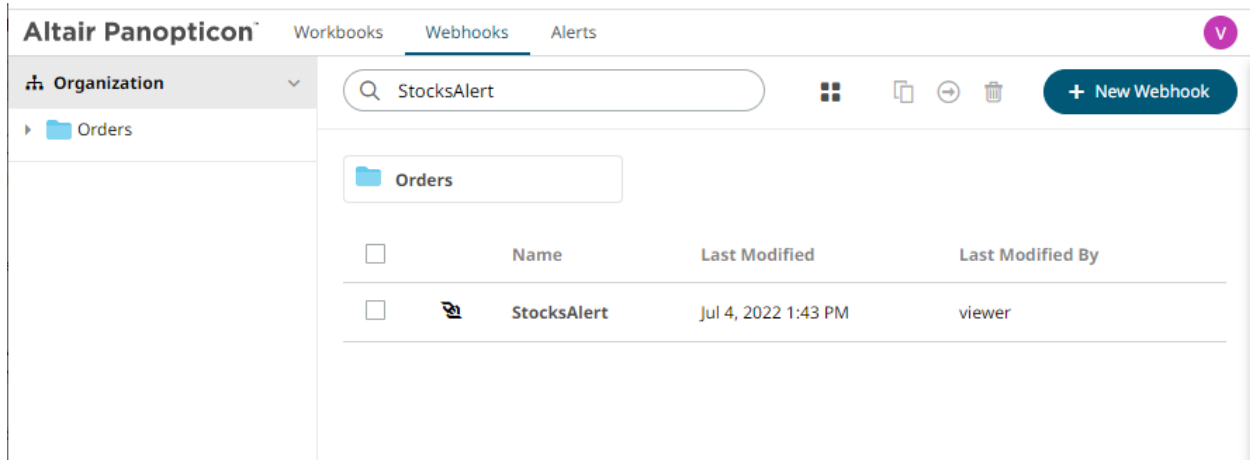 Altair Panopticon™ Workbooks Webhooks Alerts V
Organization
StocksAlert
+ New Webhook
Orders
Orders
Name Last Modified Last Modified By
StocksAlert Jul 4, 2022 1:43 PM viewer